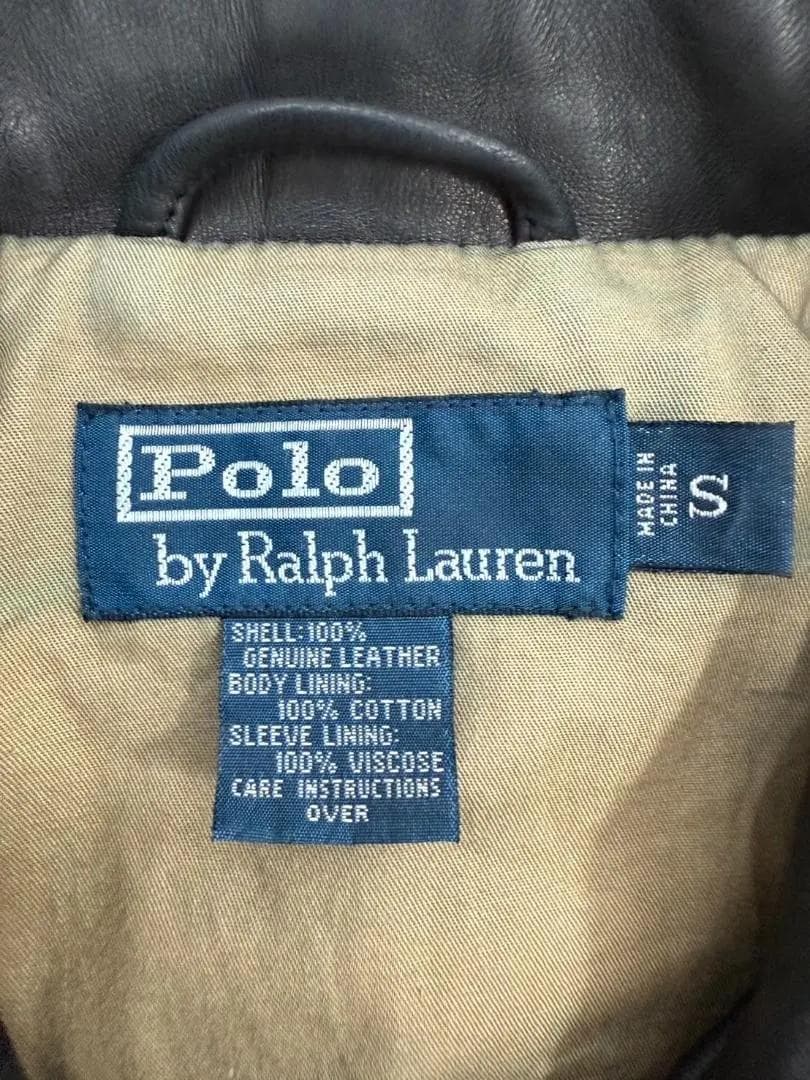 Polo
by Ralph Lauren
MADE IN
CHINA
S
SHELL:100%
GENUINE LEATHER
BODY LINING:
100% COTTON
SLEEVE LINING:
100% VISCOSE
CARE INSTRUCTIONS
OVER